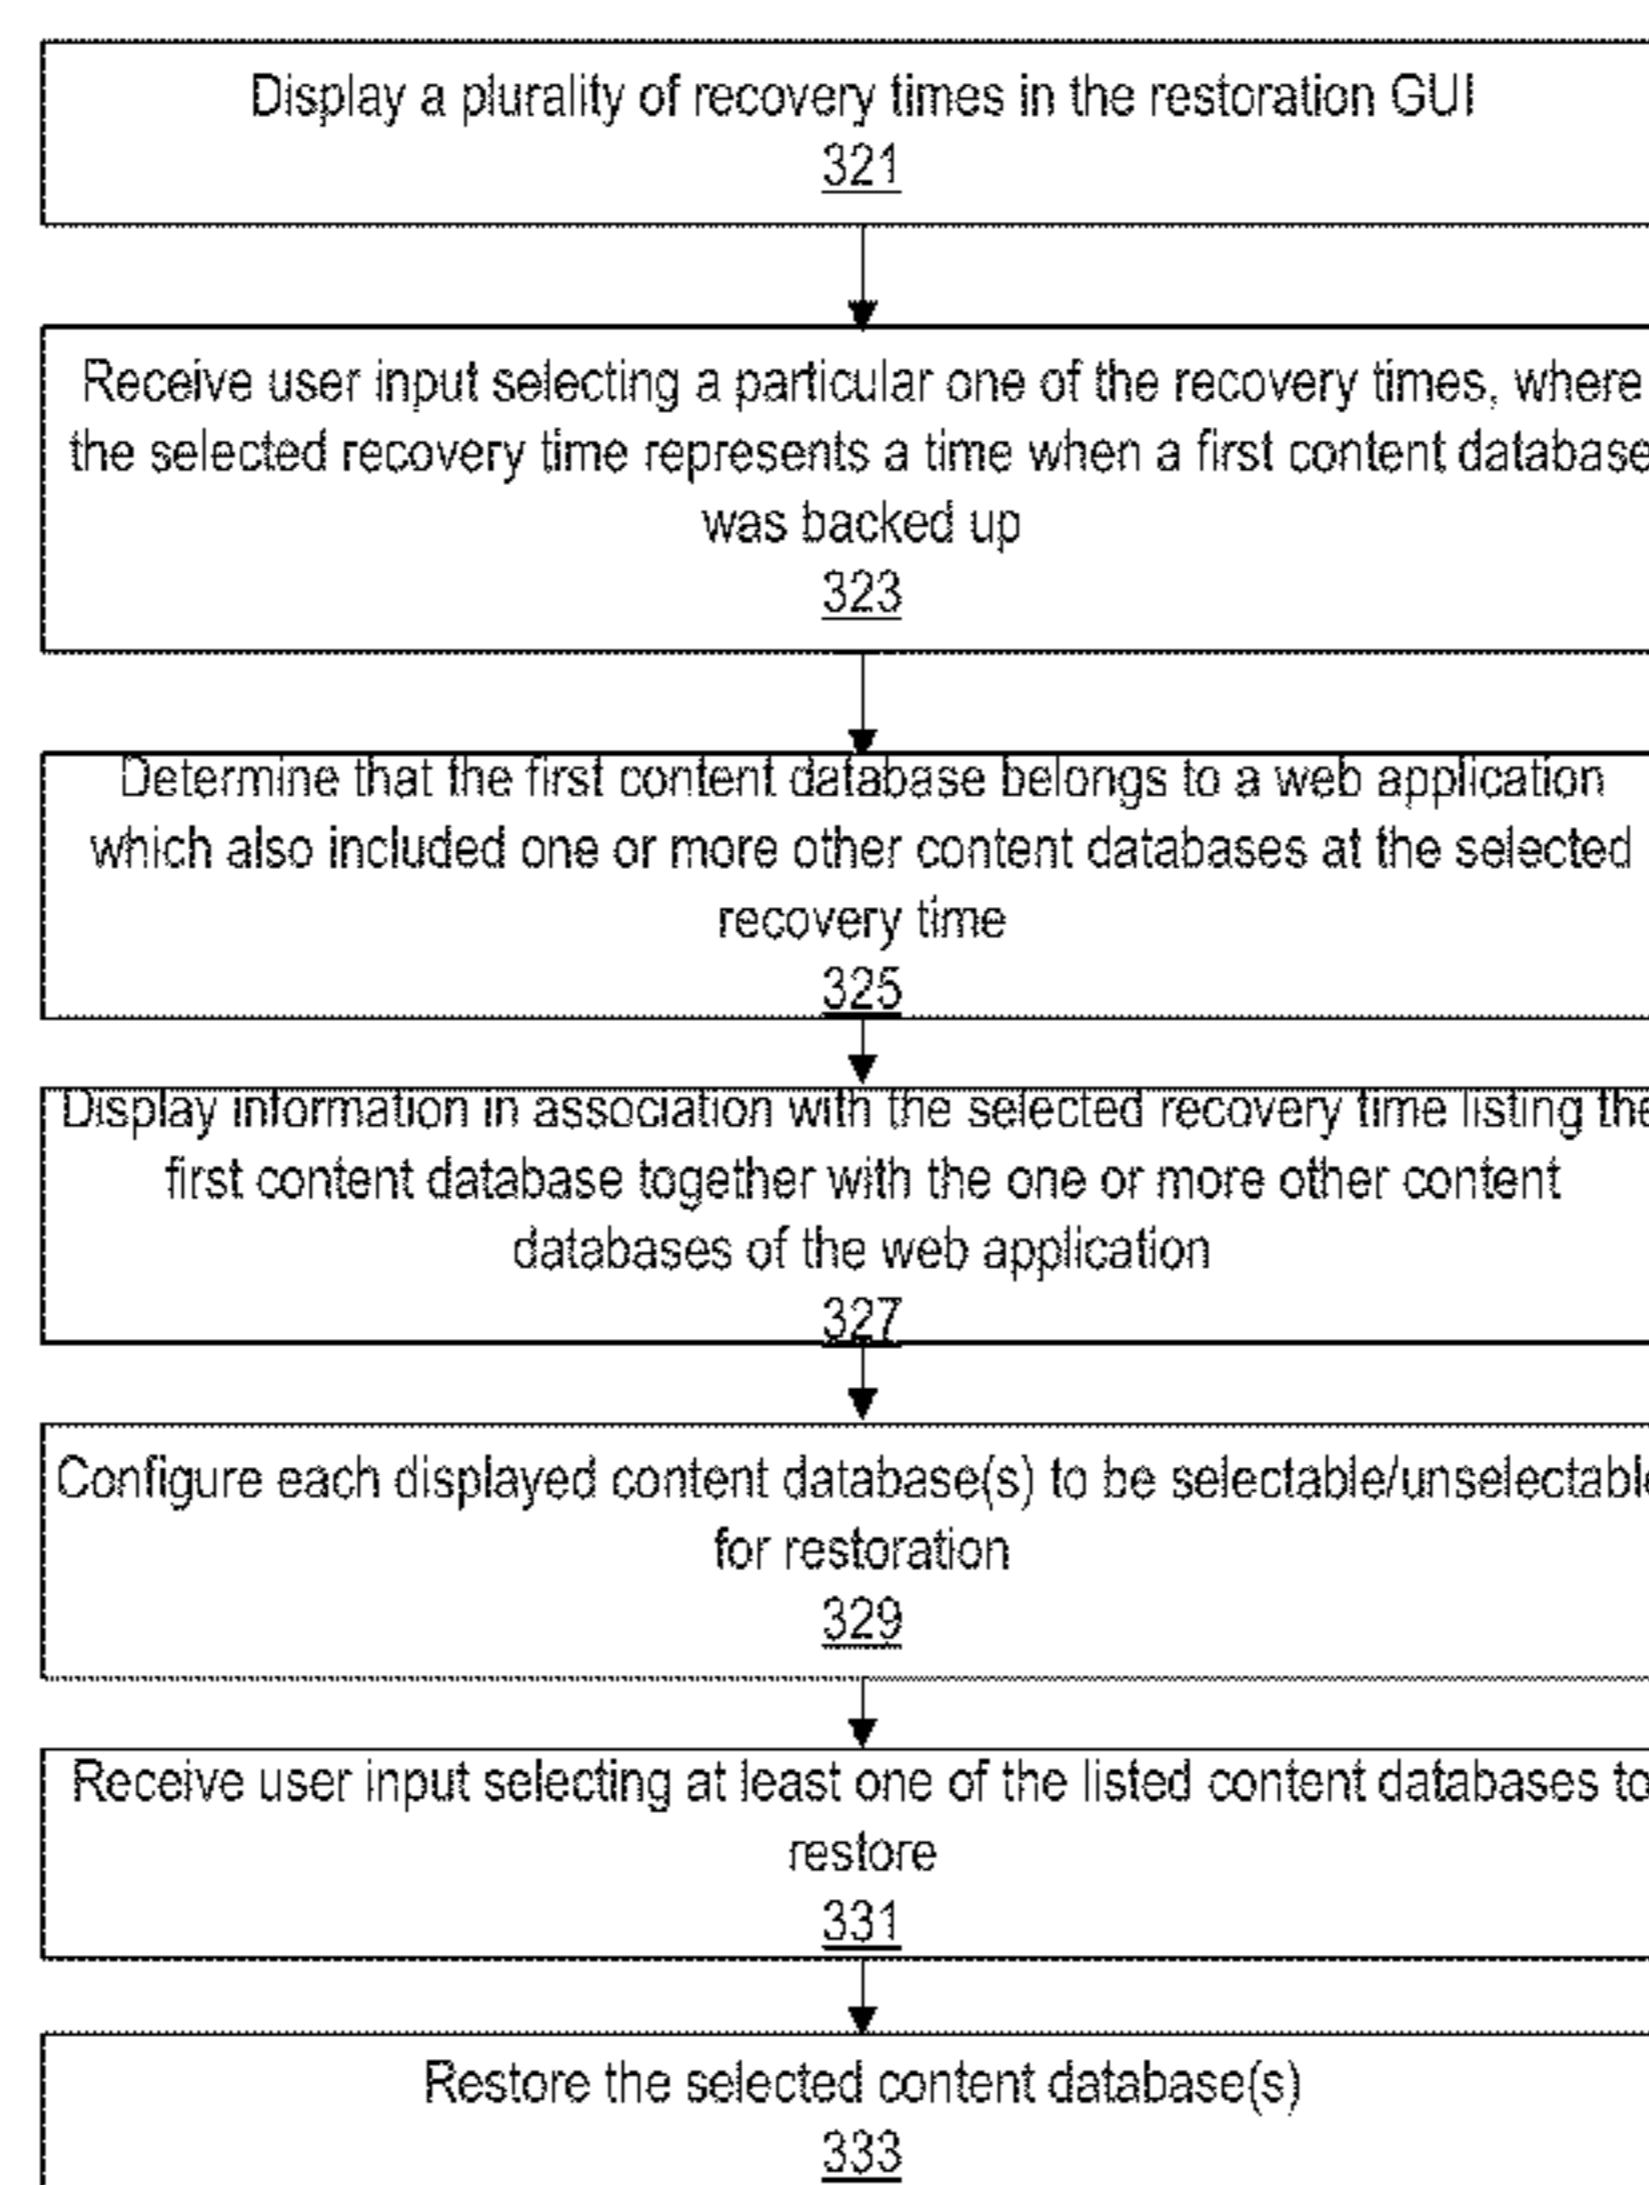 Display a plurality of recovery times in the restoration GUI
321
Receive user input selecting a particular one of the recovery times, where
the selected recovery time represents a time when a first content database
was backed up
323
Determine that the first content database belongs to a web application
which also included one or more other content databases at the selected
recovery time
325
Display information in association with the selected recovery time listing the
first content database together with the one or more other content
databases of the web application
327
Configure each displayed content database(s) to be selectable/unselectable
for restoration
329
Receive user input selecting at least one of the listed content databases to
restore
331
Restore the selected content database(s)
333